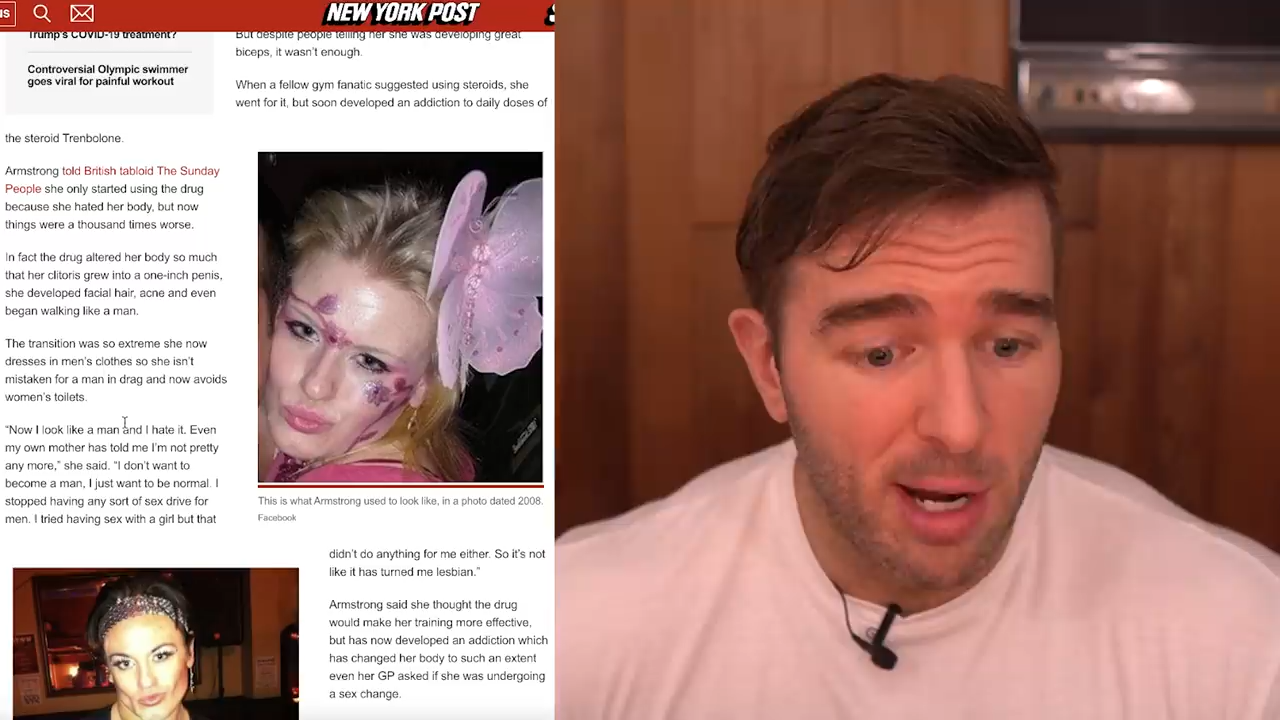 NEW YORK POST
Trump's COVID-19 treatment?
Controversial Olympic swimmer
goes viral for painful workout
But despite people telling her she was developing great
biceps, it wasn't enough.
When a fellow gym fanatic suggested using steroids, she
went for it, but soon developed an addiction to daily doses of
the steroid Trenbolone.
Armstrong told British tabloid The Sunday
People she only started using the drug
because she hated her body, but now
things were a thousand times worse.
In fact the drug altered her body so much
that her clitoris grew into a one-inch penis,
she developed facial hair, acne and even
began walking like a man.
The transition was so extreme she now
dresses in men's clothes so she isn't
mistaken for a man in drag and now avoids
women's toilets.
“Now I look like a man and I hate it. Even
my own mother has told me I'm not pretty
any more,” she said. “I don't want to
become a man, I just want to be normal. I
stopped having any sort of sex drive for
men. I tried having sex with a girl but that
This is what Armstrong used to look like, in a photo dated 2008.
Facebook
didn't do anything for me either. So it's not
like it has turned me lesbian.”
Armstrong said she thought the drug
would make her training more effective,
but has now developed an addiction which
has changed her body to such an extent
even her GP asked if she was undergoing
a sex change.